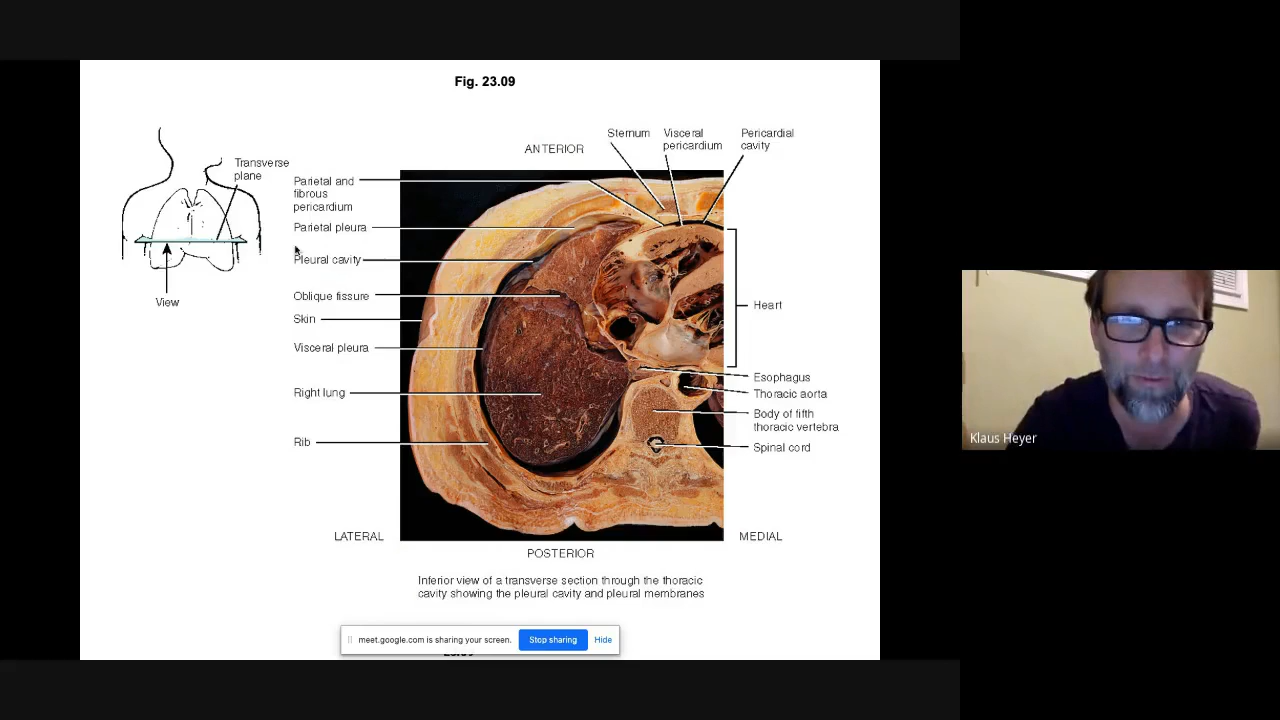 Fig. 23.09
Sternum
Visceral
pericardium
Pericardial
cavity
ANTERIOR
Transverse
plane
Parietal and
fibrous
pericardium
Parietal pleura
Pleural cavity
Oblique fissure
Skin
Visceral pleura
Right lung
Rib
View
Heart
Esophagus
Thoracic aorta
Body of fifth
thoracic vertebra
Spinal cord
LATERAL
MEDIAL
POSTERIOR
Inferior view of a transverse section through the thoracic
cavity showing the pleural cavity and pleural membranes
meet.google.com is sharing your screen.
Stop sharing
Hide
23.09
Klaus Heyer